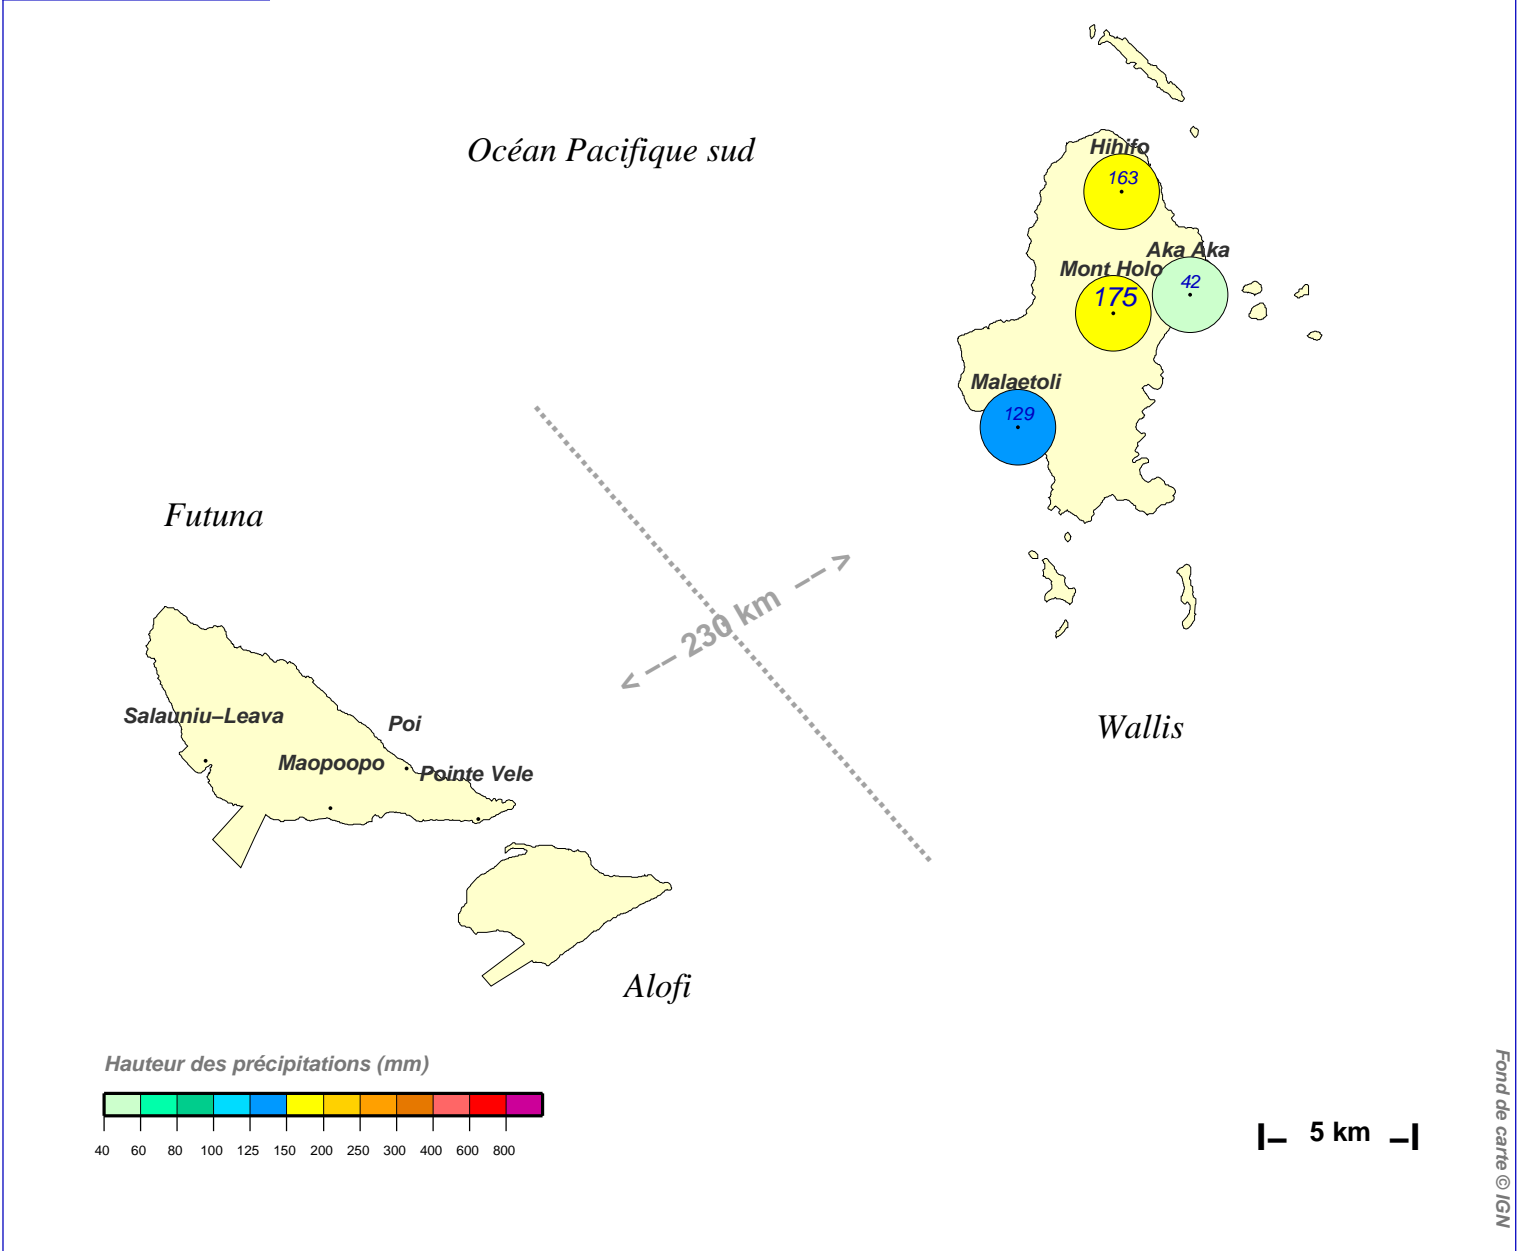 Océan Pacifique sud
Hihifo
163
Aka Aka
42
Mont Holo
175
Malaetoli
129
Futuna
230 km
Salauniu–Leava
Poi
Maopoopo
Pointe Vele
Wallis
Alofi
Hauteur des précipitations (mm)
40 60 80 100 125 150 200 250 300 400 600 800
5 km
Fond de carte © IGN